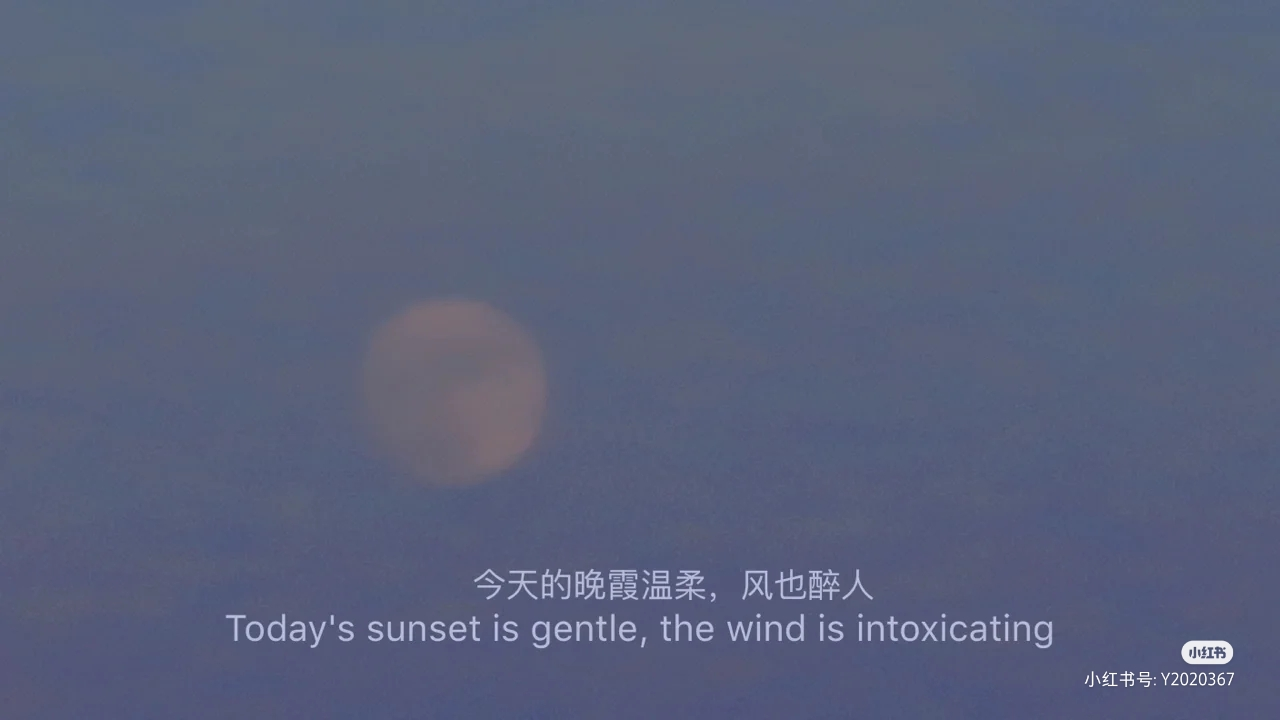 今天的晚霞温柔，风也醉人
Today's sunset is gentle, the wind is intoxicating
小红书
小红书号: Y2020367